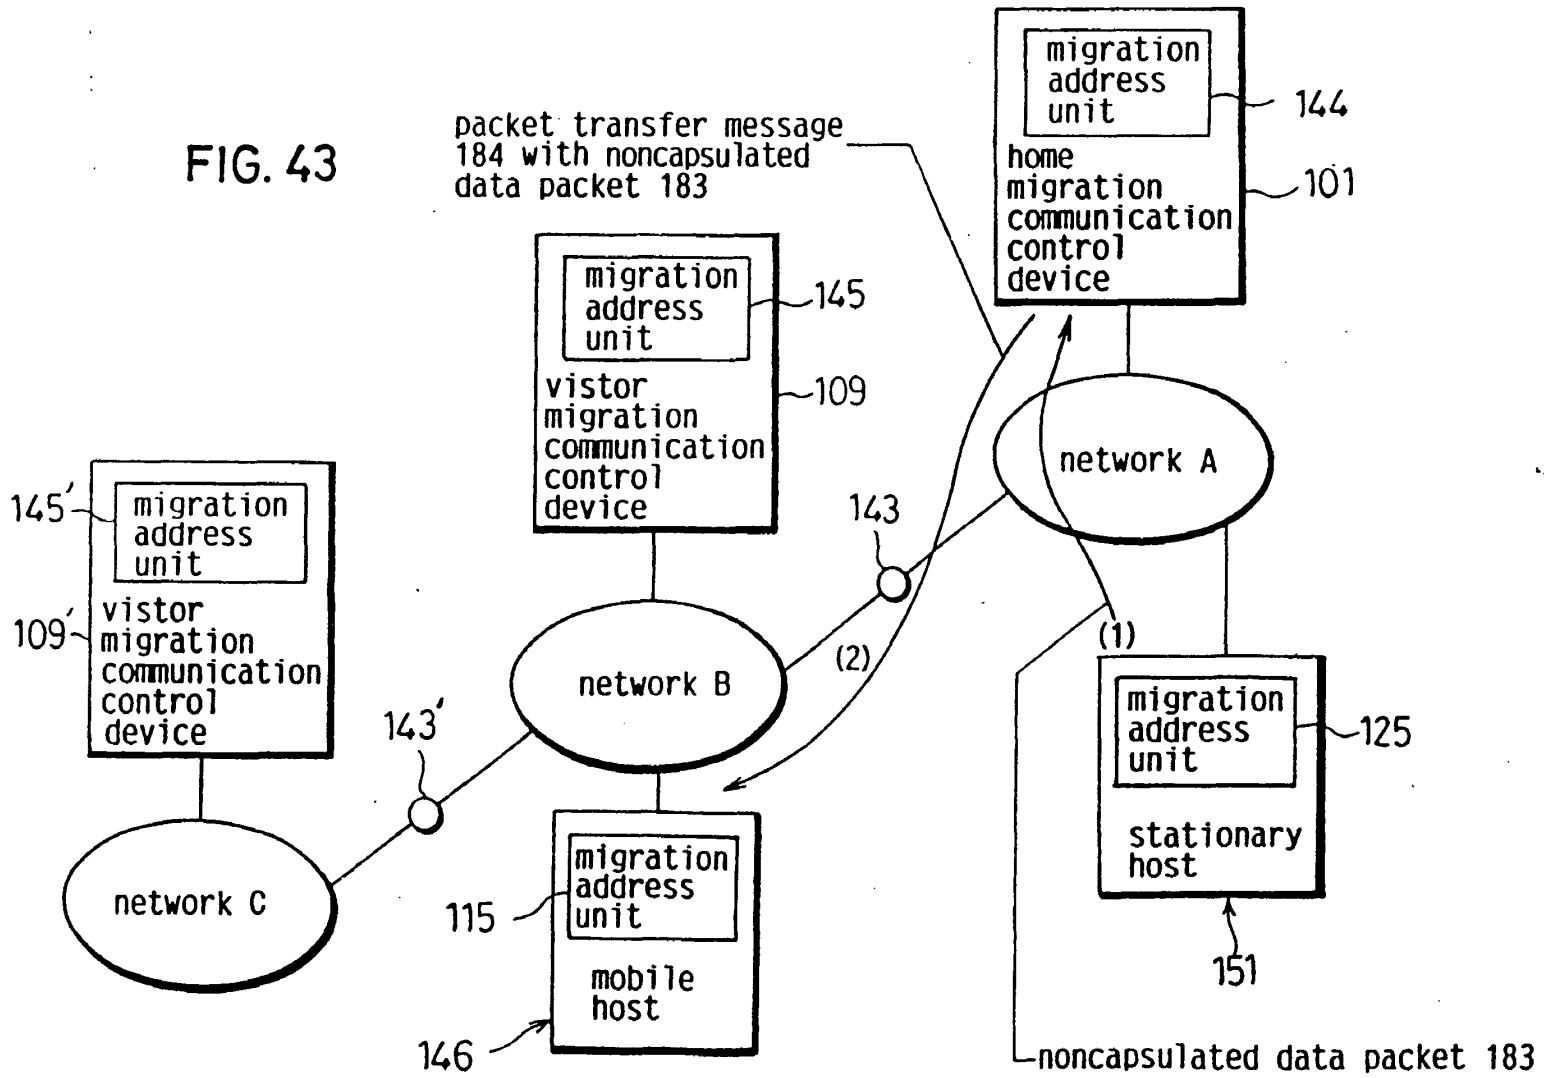 FIG. 43
packet transfer message
184 with noncapsulated
data packet 183
migration
address
unit
144
home
migration
communication
control
device
101
migration
address
unit
145
vistor
migration
communication
control
device
109
145'
migration
address
unit
109'
vistor
migration
communication
control
device
network A
143
(1)
(2)
network B
143'
network C
migration
address
unit
125
stationary
host
151
115
migration
address
unit
mobile
host
146
noncapsulated data packet 183